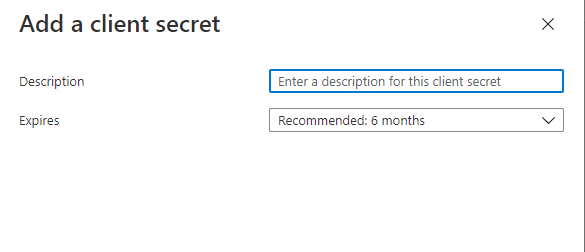 Add a client secret
Description
Enter a description for this client secret
Expires
Recommended: 6 months